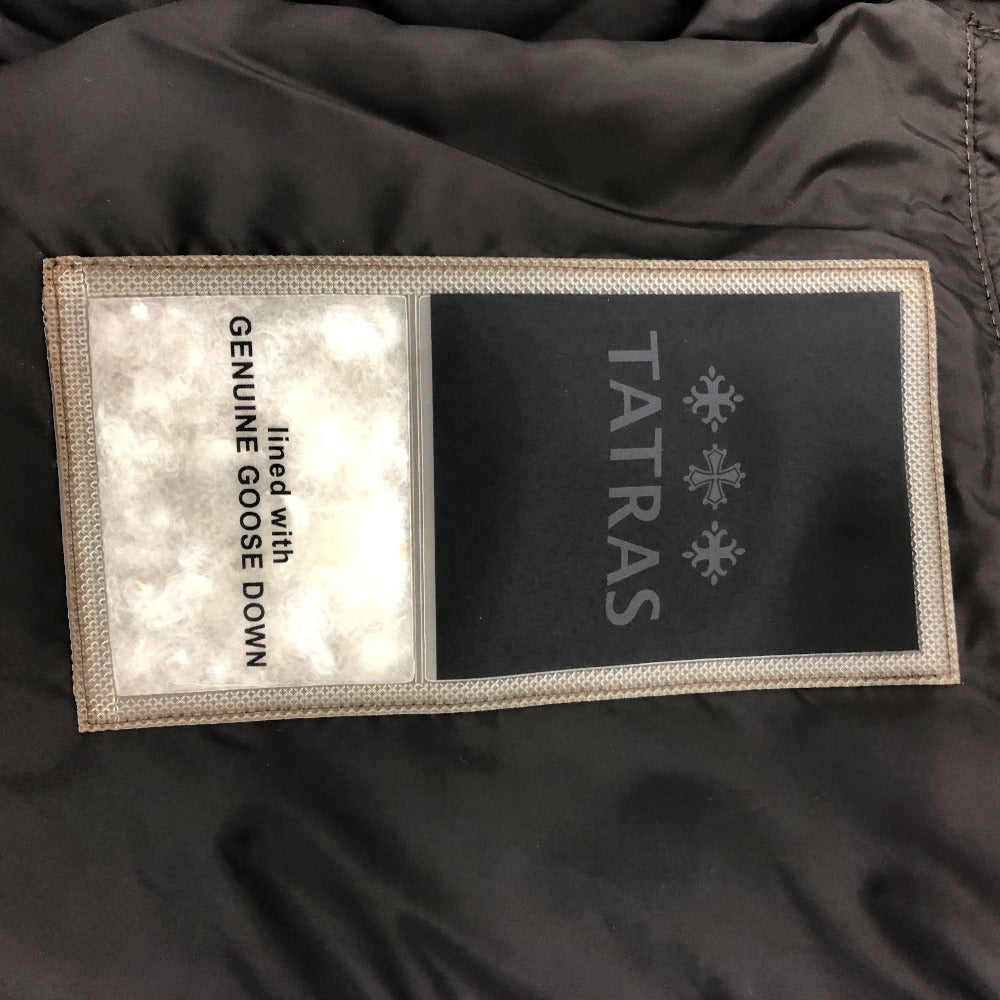 TATRAS
lined with
GENUINE GOOSE DOWN